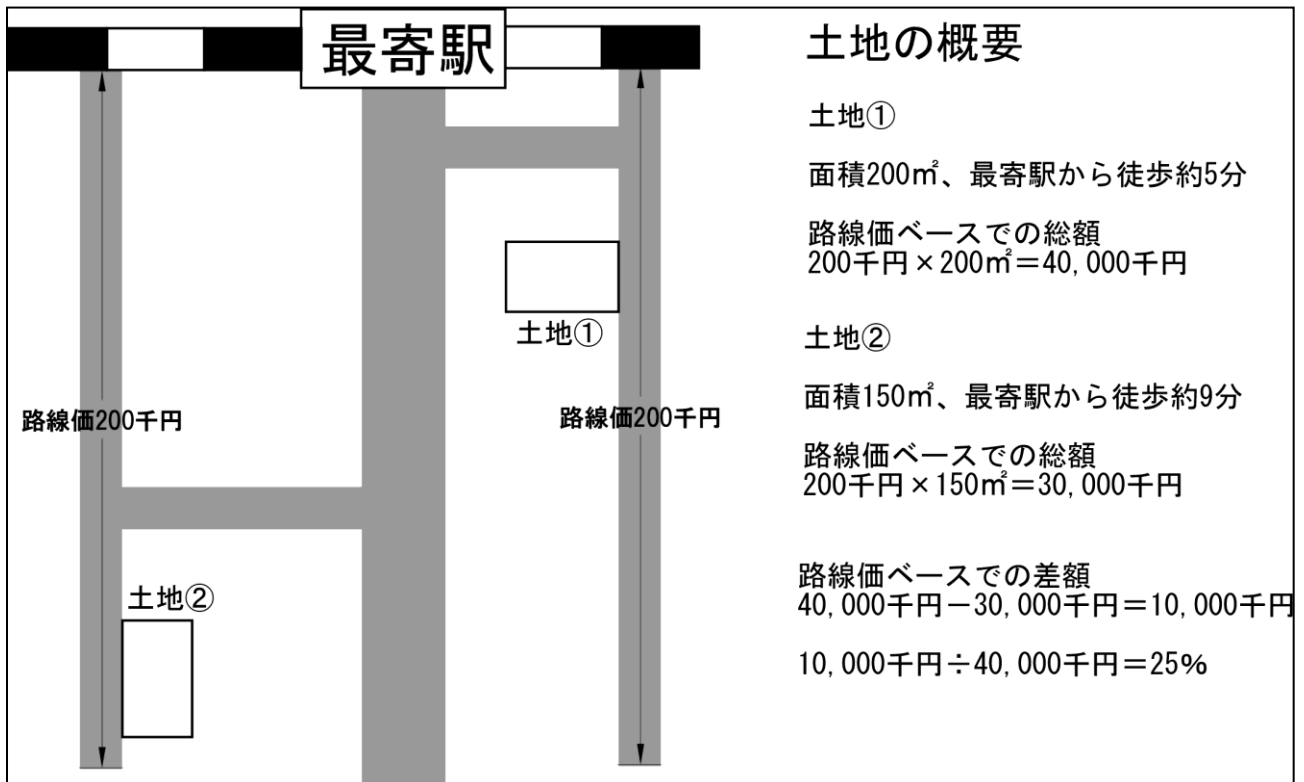 最寄駅
路線価200千円
路線価200千円
土地①
土地②
土地の概要
土地①
面積200㎡、最寄駅から徒歩約5分
路線価ベースでの総額
200千円×200㎡＝40,000千円
土地②
面積150㎡、最寄駅から徒歩約9分
路線価ベースでの総額
200千円×150㎡＝30,000千円
路線価ベースでの差額
40,000千円－30,000千円＝10,000千円
10,000千円÷40,000千円＝25%